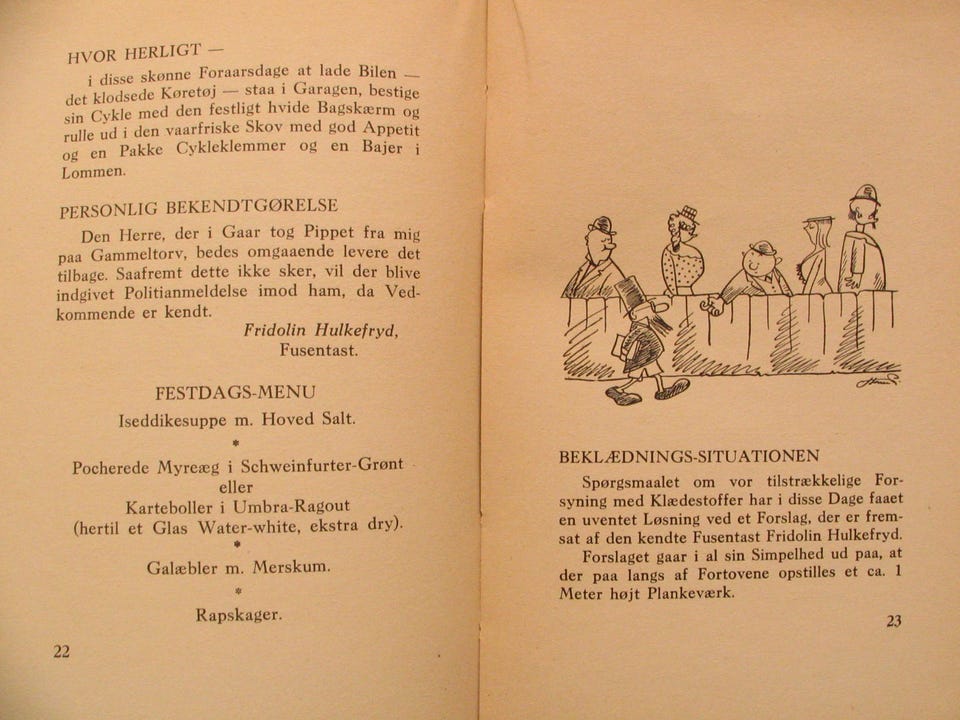 HVOR HERLIGT —
i disse skønne Foraarsdage at lade Bilen —
det klodsede Køretøj — staa i Garagen, bestige
sin Cykle med den festligt hvide Bagskærm og
rulle ud i den vaarfriske Skov med god Appetit
og en Pakke Cykleklemmer og en Bajer i
Lommen.
PERSONLIG BEKENDTGØRELSE
Den Herre, der i Gaar tog Pippet fra mig
paa Gammeltorv, bedes omgaaende levere det
tilbage. Saafremt dette ikke sker, vil der blive
indgivet Politianmeldelse imod ham, da Ved-
kommende er kendt.
Fridolin Hulkefryd,
Fusentast.
FESTDAGS-MENU
Iseddikesuppe m. Hoved Salt.
*
Pocherede Myreæg i Schweinfurter-Grønt
eller
Karteboller i Umbra-Ragout
(hertil et Glas Water-white, ekstra dry).
*
Galæbler m. Merskum.
*
Rapskager.
22
BEKLÆDNINGS-SITUATIONEN
Spørgsmaalet om vor tilstrækkelige For-
syning med Klædestoffer har i disse Dage faaet
en uventet Løsning ved et Forslag, der er frem-
sat af den kendte Fusentast Fridolin Hulkefryd.
Forslaget gaar i al sin Simpelhed ud paa, at
der paa langs af Fortovene opstilles et ca. 1
Meter højt Plankeværk.
23